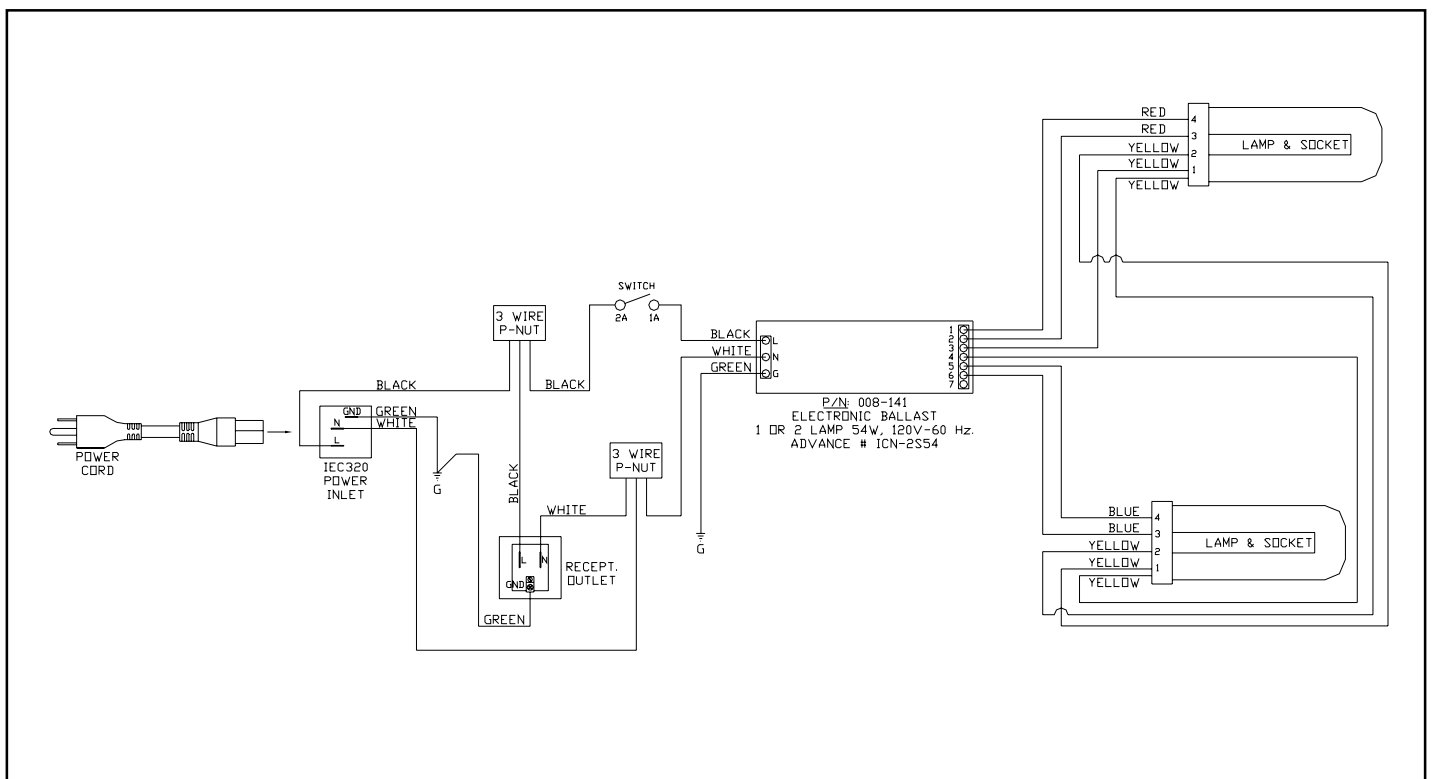 RED
4
RED
3
YELLOW
2
YELLOW
1
YELLOW
LAMP & SOCKET
SWITCH
2A 1A
3 WIRE
P-NUT
BLACK
WHITE
GREEN
L
N
G
1
2
3
4
5
6
7
P/N: 008-141
ELECTRONIC BALLAST
1 OR 2 LAMP 54W, 120V-60 Hz.
ADVANCE # ICN-2S54
BLACK
BLACK
GND
GREEN
N
WHITE
L
POWER
CORD
IEC320
POWER
INLET
G
3 WIRE
P-NUT
BLACK
WHITE
L N
GND
RECEPT.
OUTLET
GREEN
G
BLUE
4
BLUE
3
YELLOW
2
YELLOW
1
YELLOW
LAMP & SOCKET